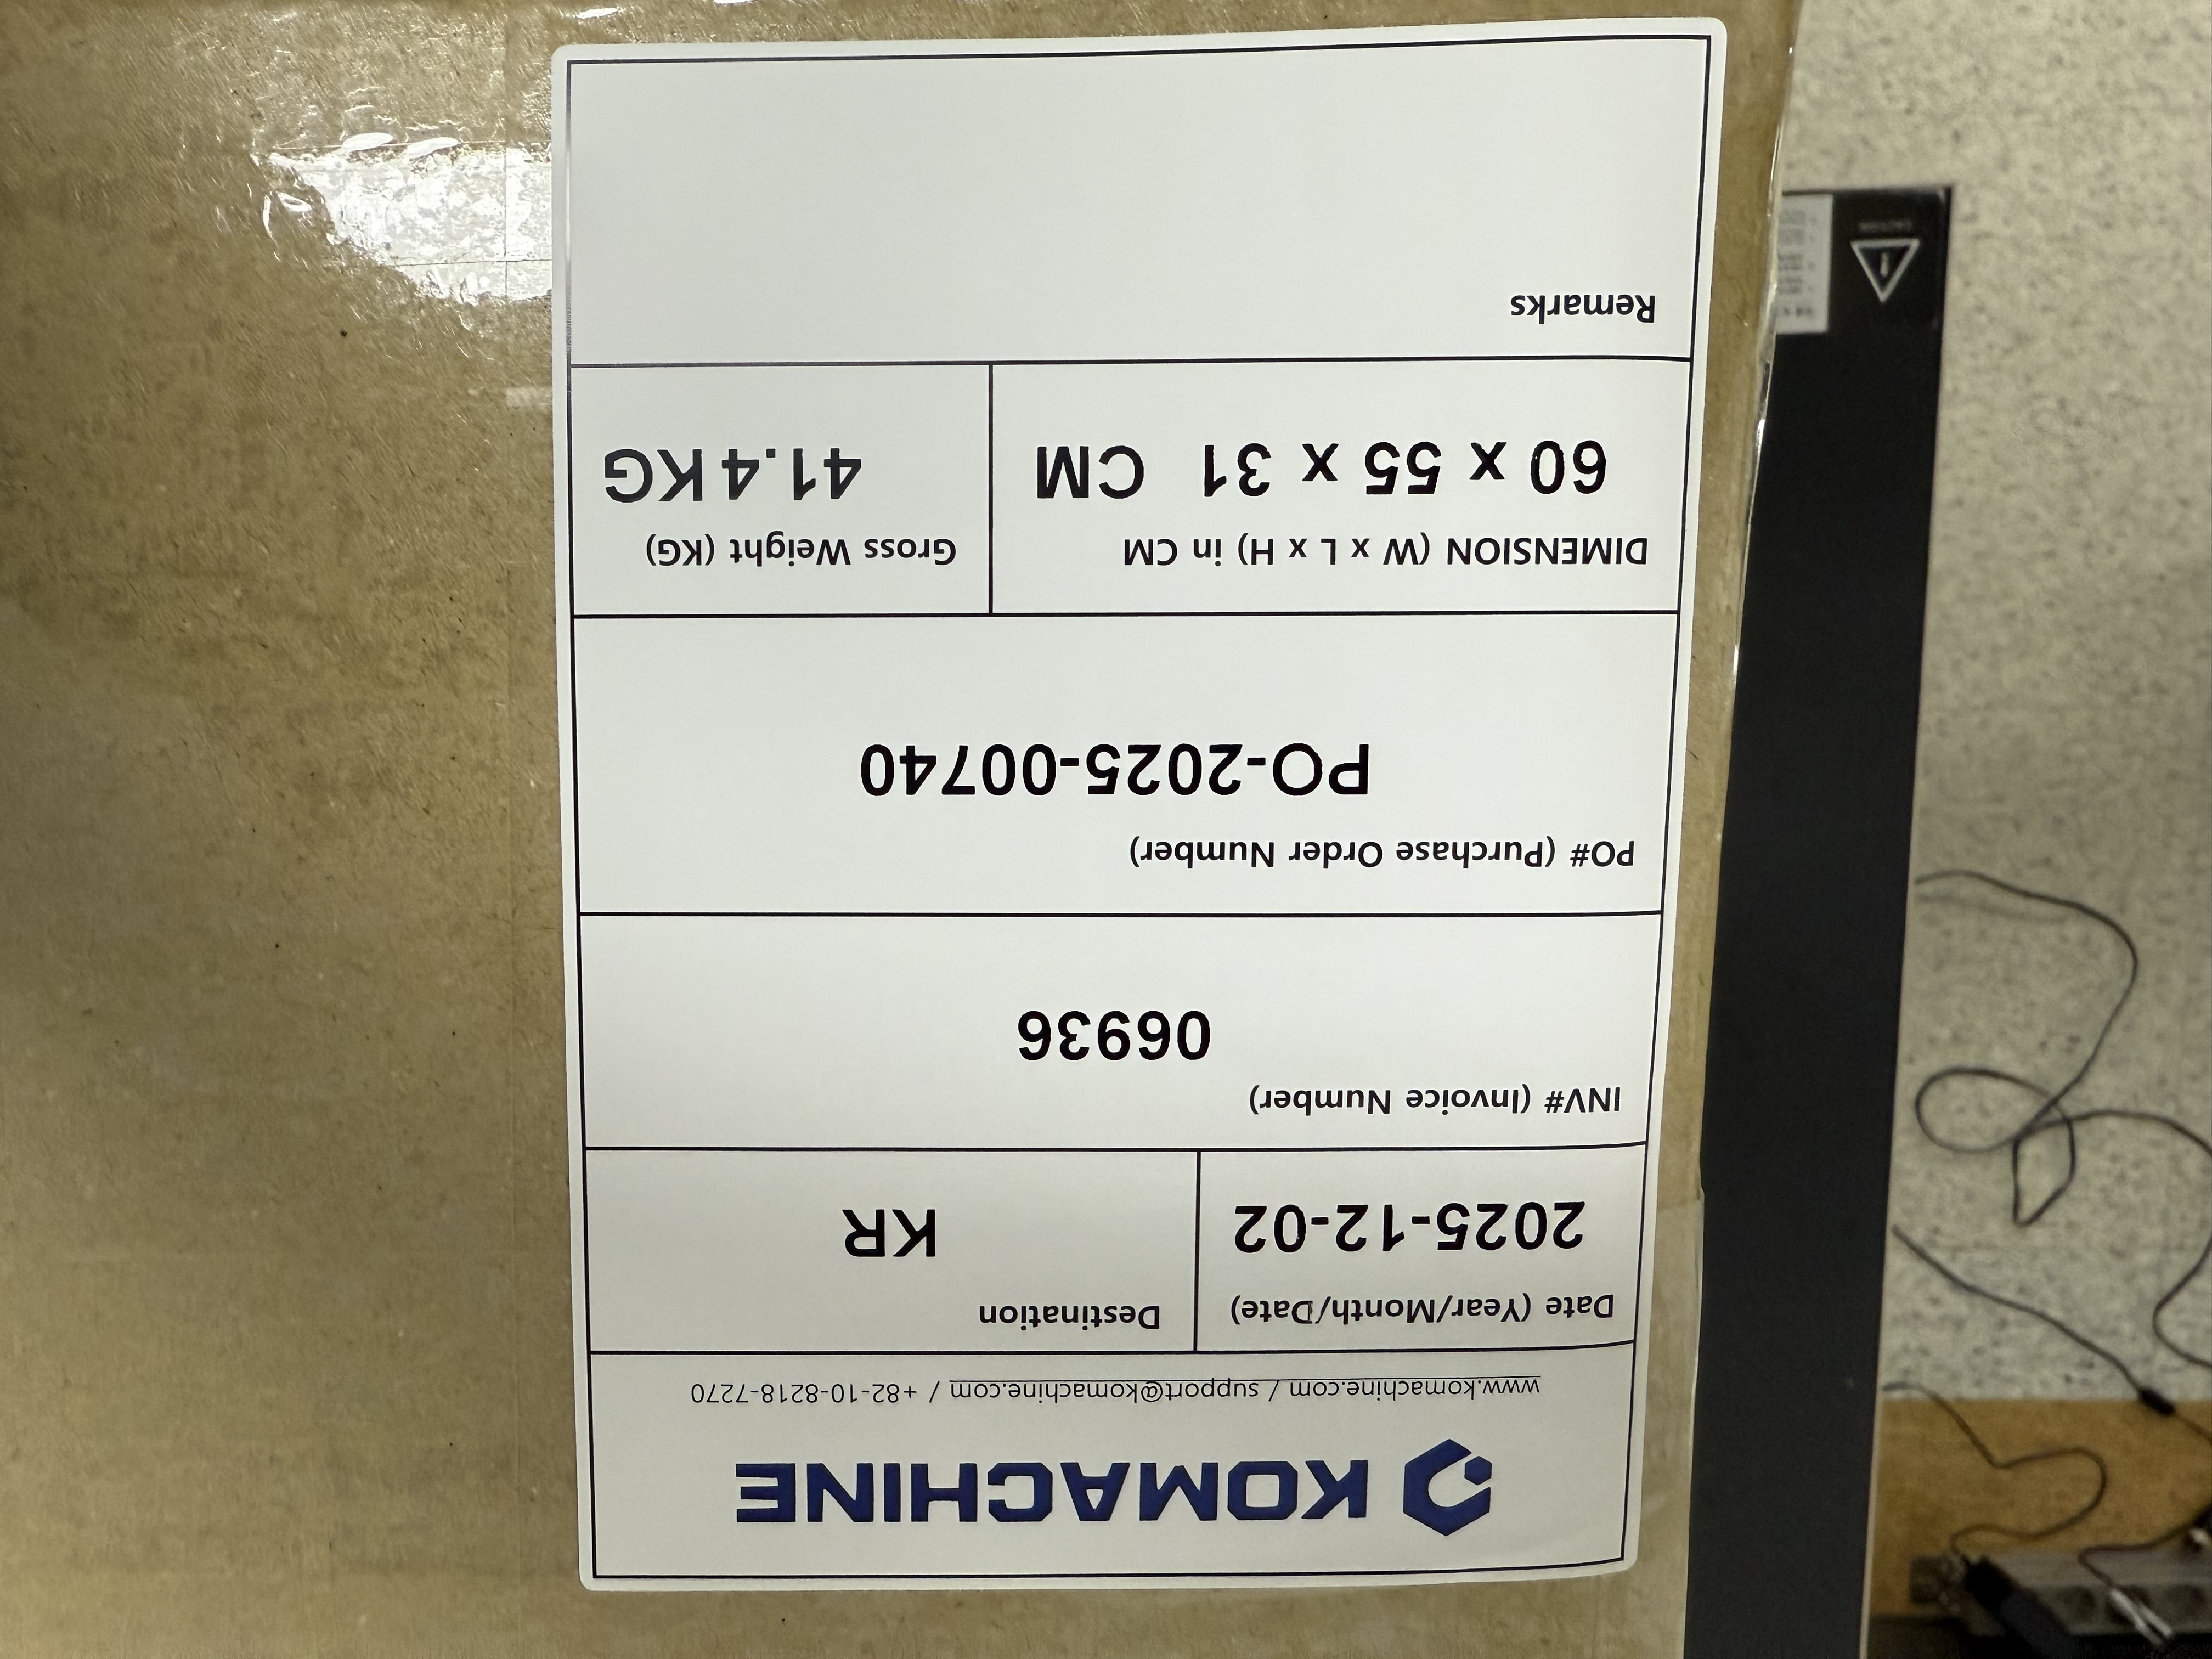 KOMACHINE
www.komachine.com / support@komachine.com / +82-10-8218-7270
Date (Year/Month/Date)
2025-12-02
Destination
KR
INV# (Invoice Number)
06936
PO# (Purchase Order Number)
PO-2025-00740
DIMENSION (W x L x H) in CM
60 x 55 x 31 CM
Gross Weight (KG)
41.4 KG
Remarks